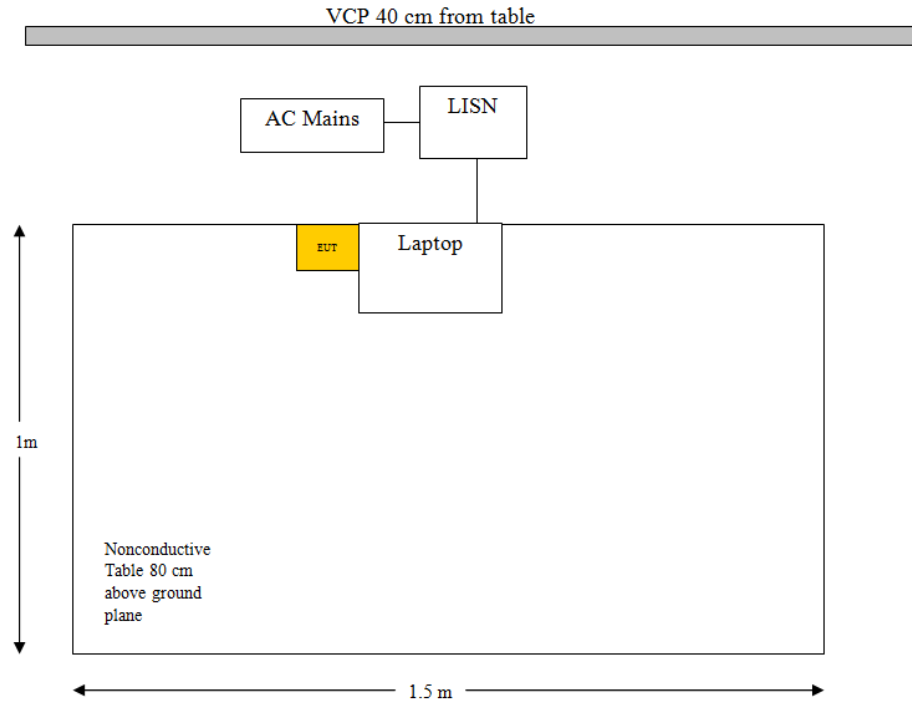 VCP 40 cm from table
AC Mains
LISN
EUT
Laptop
1m
Nonconductive
Table 80 cm
above ground
plane
1.5 m